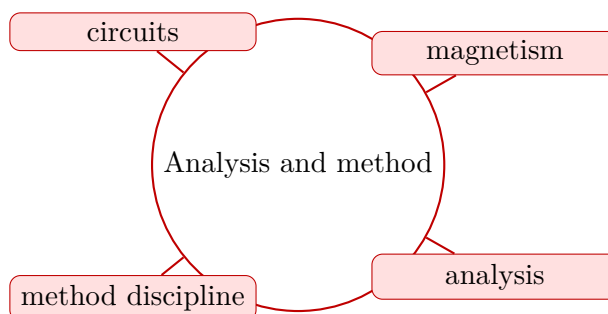 circuits
magnetism
Analysis and method
analysis
method discipline